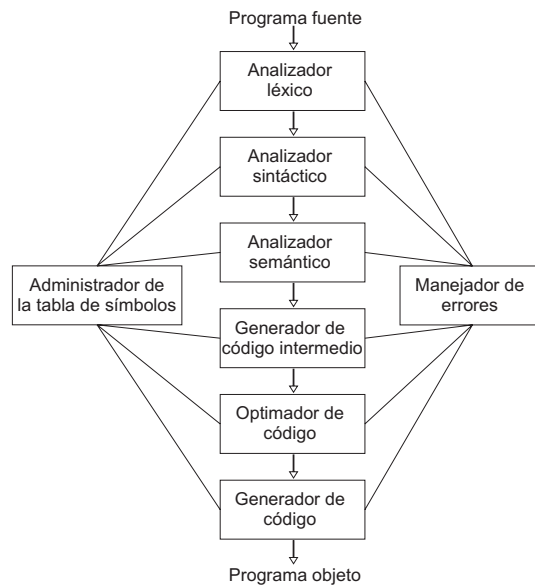 Programa fuente
Analizador
léxico
Analizador
sintáctico
Analizador
semántico
Administrador de
la tabla de símbolos
Manejador de
errores
Generador de
código intermedio
Optimador de
código
Generador de
código
Programa objeto